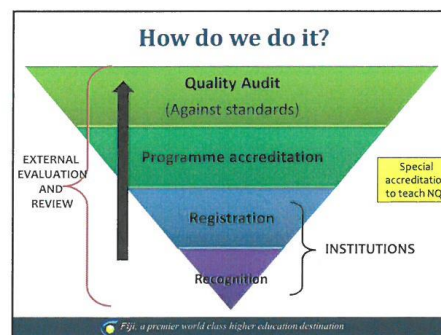 How do we do it?
Quality Audit
(Against standards)
Programme accreditation
EXTERNAL
EVALUATION
AND
REVIEW
Special
accreditatio
to teach NQ
Registration
INSTITUTIONS
Recognition
Fiji, a premier world class higher education destination